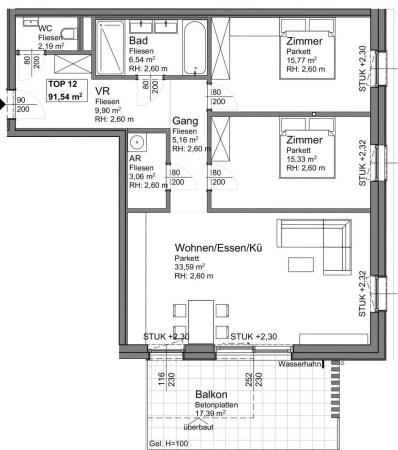 WC
Fliesen
2,19 m²
80
200
Bad
Fliesen
6,54 m²
RH: 2,60 m
80
200
Zimmer
Parkett
15,77 m²
RH: 2,60 m
STUK +2,30
TOP 12
91,54 m²
90
200
VR
Fliesen
9,90 m²
RH: 2,60 m
80
200
Gang
Fliesen
5,16 m²
RH: 2,60 m
Zimmer
Parkett
15,33 m²
RH: 2,60 m
STUK +2,32
AR
Fliesen
3,06 m²
RH: 2,60 m
80
200
80
200
Wohnen/Essen/Kü
Parkett
33,59 m²
RH: 2,60 m
STUK +2,32
STUK +2,30
STUK +2,30
Wasserhahn
116
230
252
230
Balkon
Betonplatten
17,39 m²
überbaut
Gel. H=100